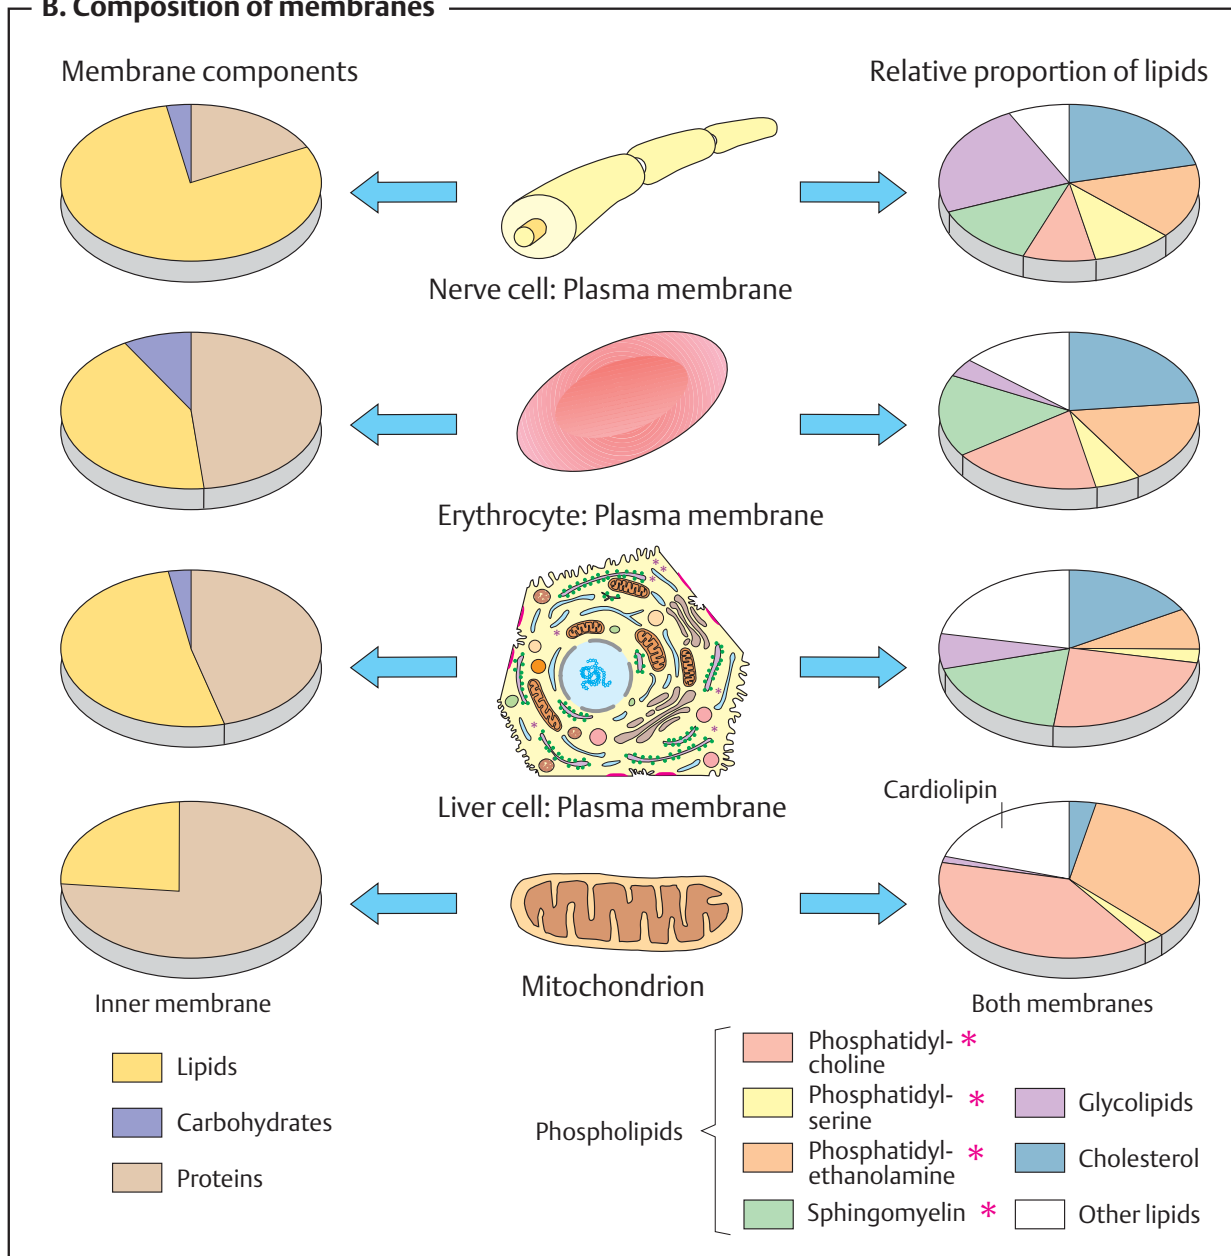 B. Composition of membranes
Membrane components
Relative proportion of lipids
Nerve cell: Plasma membrane
Erythrocyte: Plasma membrane
Liver cell: Plasma membrane
Cardiolipin
Mitochondrion
Inner membrane
Both membranes
Lipids
Carbohydrates
Proteins
Phospholipids
Phosphatidyl- *
choline
Phosphatidyl- *
serine
Phosphatidyl- *
ethanolamine
Sphingomyelin *
Glycolipids
Cholesterol
Other lipids